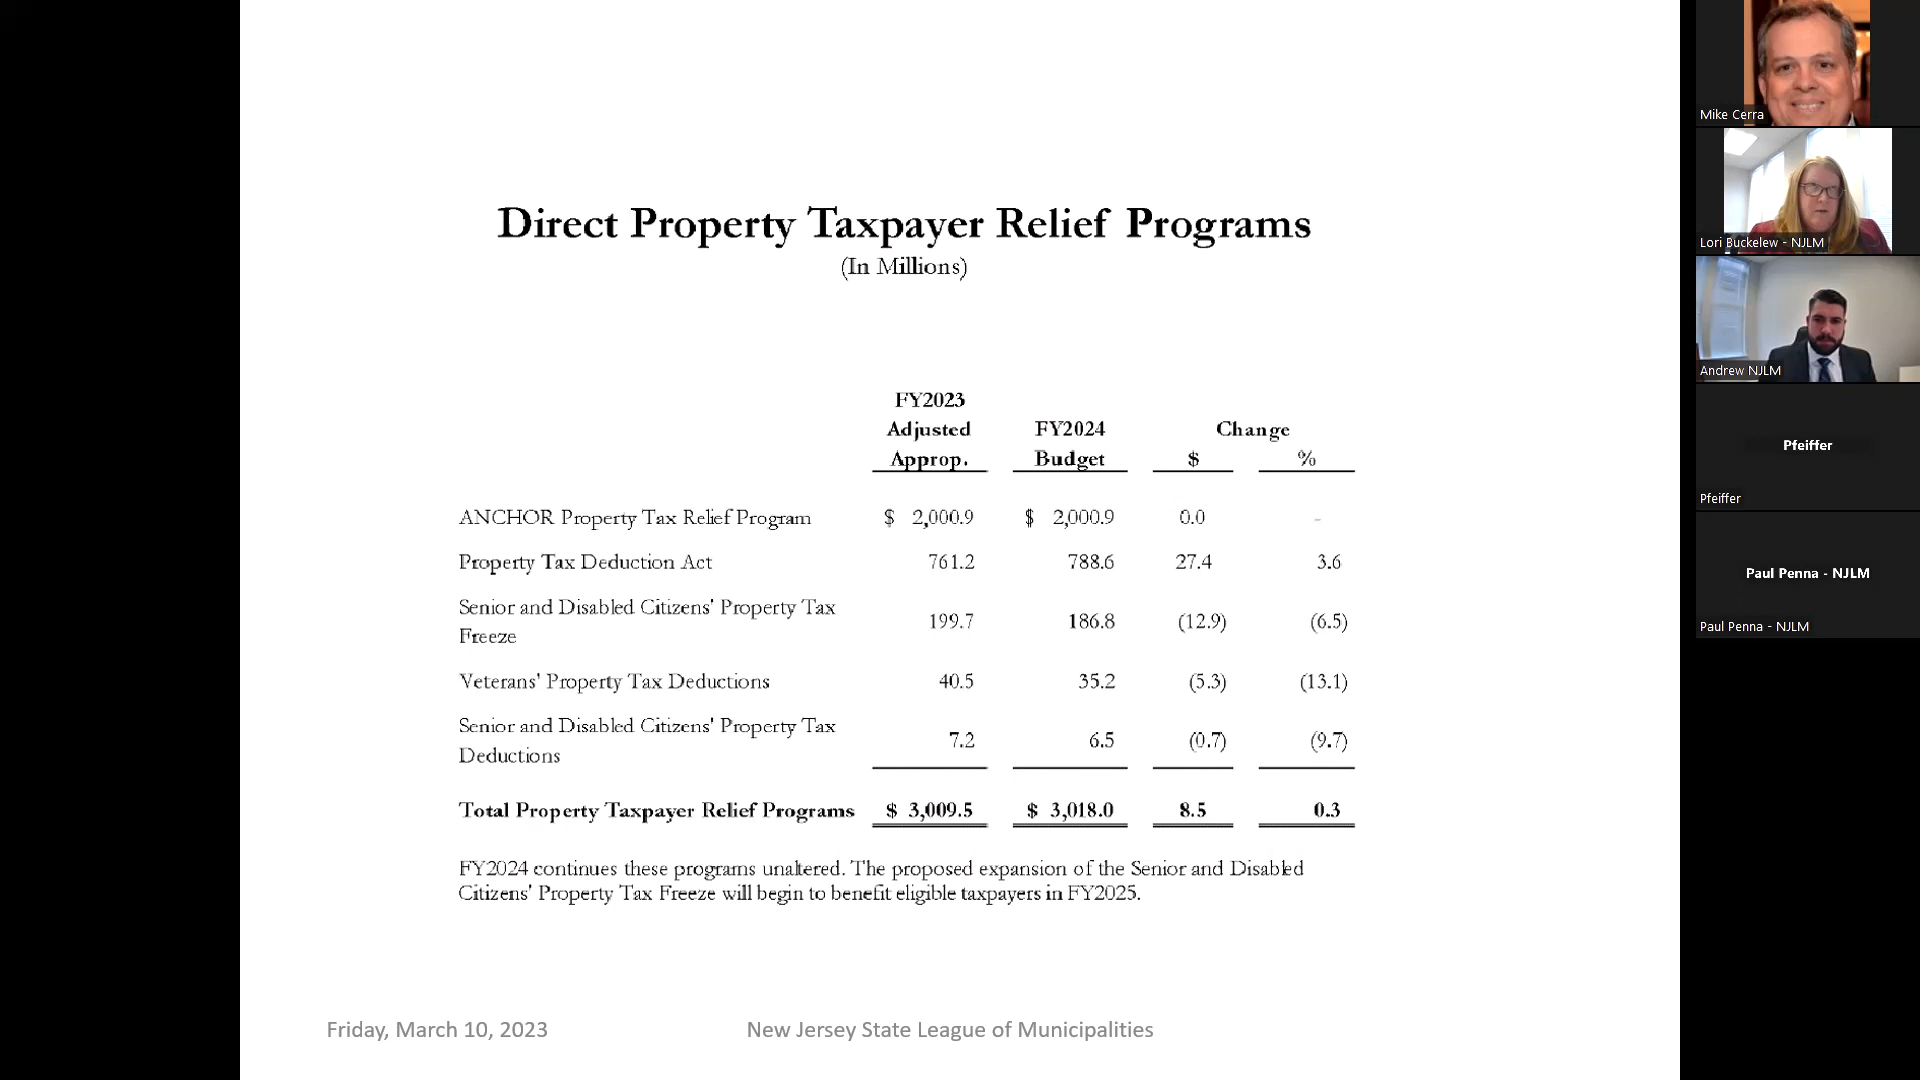 Direct Property Taxpayer Relief Programs
(In Millions)
FY2023
Adjusted FY2024 Change
Approp. Budget $ %
ANCHOR Property Tax Relief Program $ 2,000.9 $ 2,000.9 0.0 -
Property Tax Deduction Act 761.2 788.6 27.4 3.6
Senior and Disabled Citizens' Property Tax
Freeze 199.7 186.8 (12.9) (6.5)
Veterans' Property Tax Deductions 40.5 35.2 (5.3) (13.1)
Senior and Disabled Citizens' Property Tax
Deductions 7.2 6.5 (0.7) (9.7)
Total Property Taxpayer Relief Programs $ 3,009.5 $ 3,018.0 8.5 0.3
FY2024 continues these programs unaltered. The proposed expansion of the Senior and Disabled
Citizens' Property Tax Freeze will begin to benefit eligible taxpayers in FY2025.
Friday, March 10, 2023 New Jersey State League of Municipalities
Mike Cerra
Lori Buckelew - NJLM
Andrew NJLM
Pfeiffer
Pfeiffer
Paul Penna - NJLM
Paul Penna - NJLM